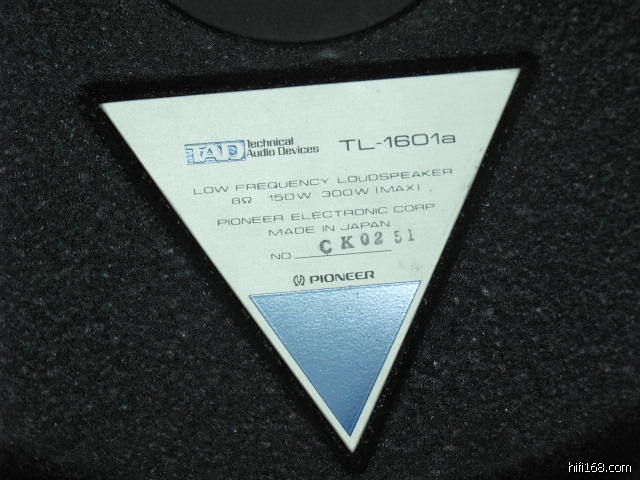 TAD Technical Audio Devices TL-1601a
LOW FREQUENCY LOUDSPEAKER
8Ω 150W 300W (MAX).
PIONEER ELECTRONIC CORP
MADE IN JAPAN
NO. CK0251
PIONEER
hifi168.com